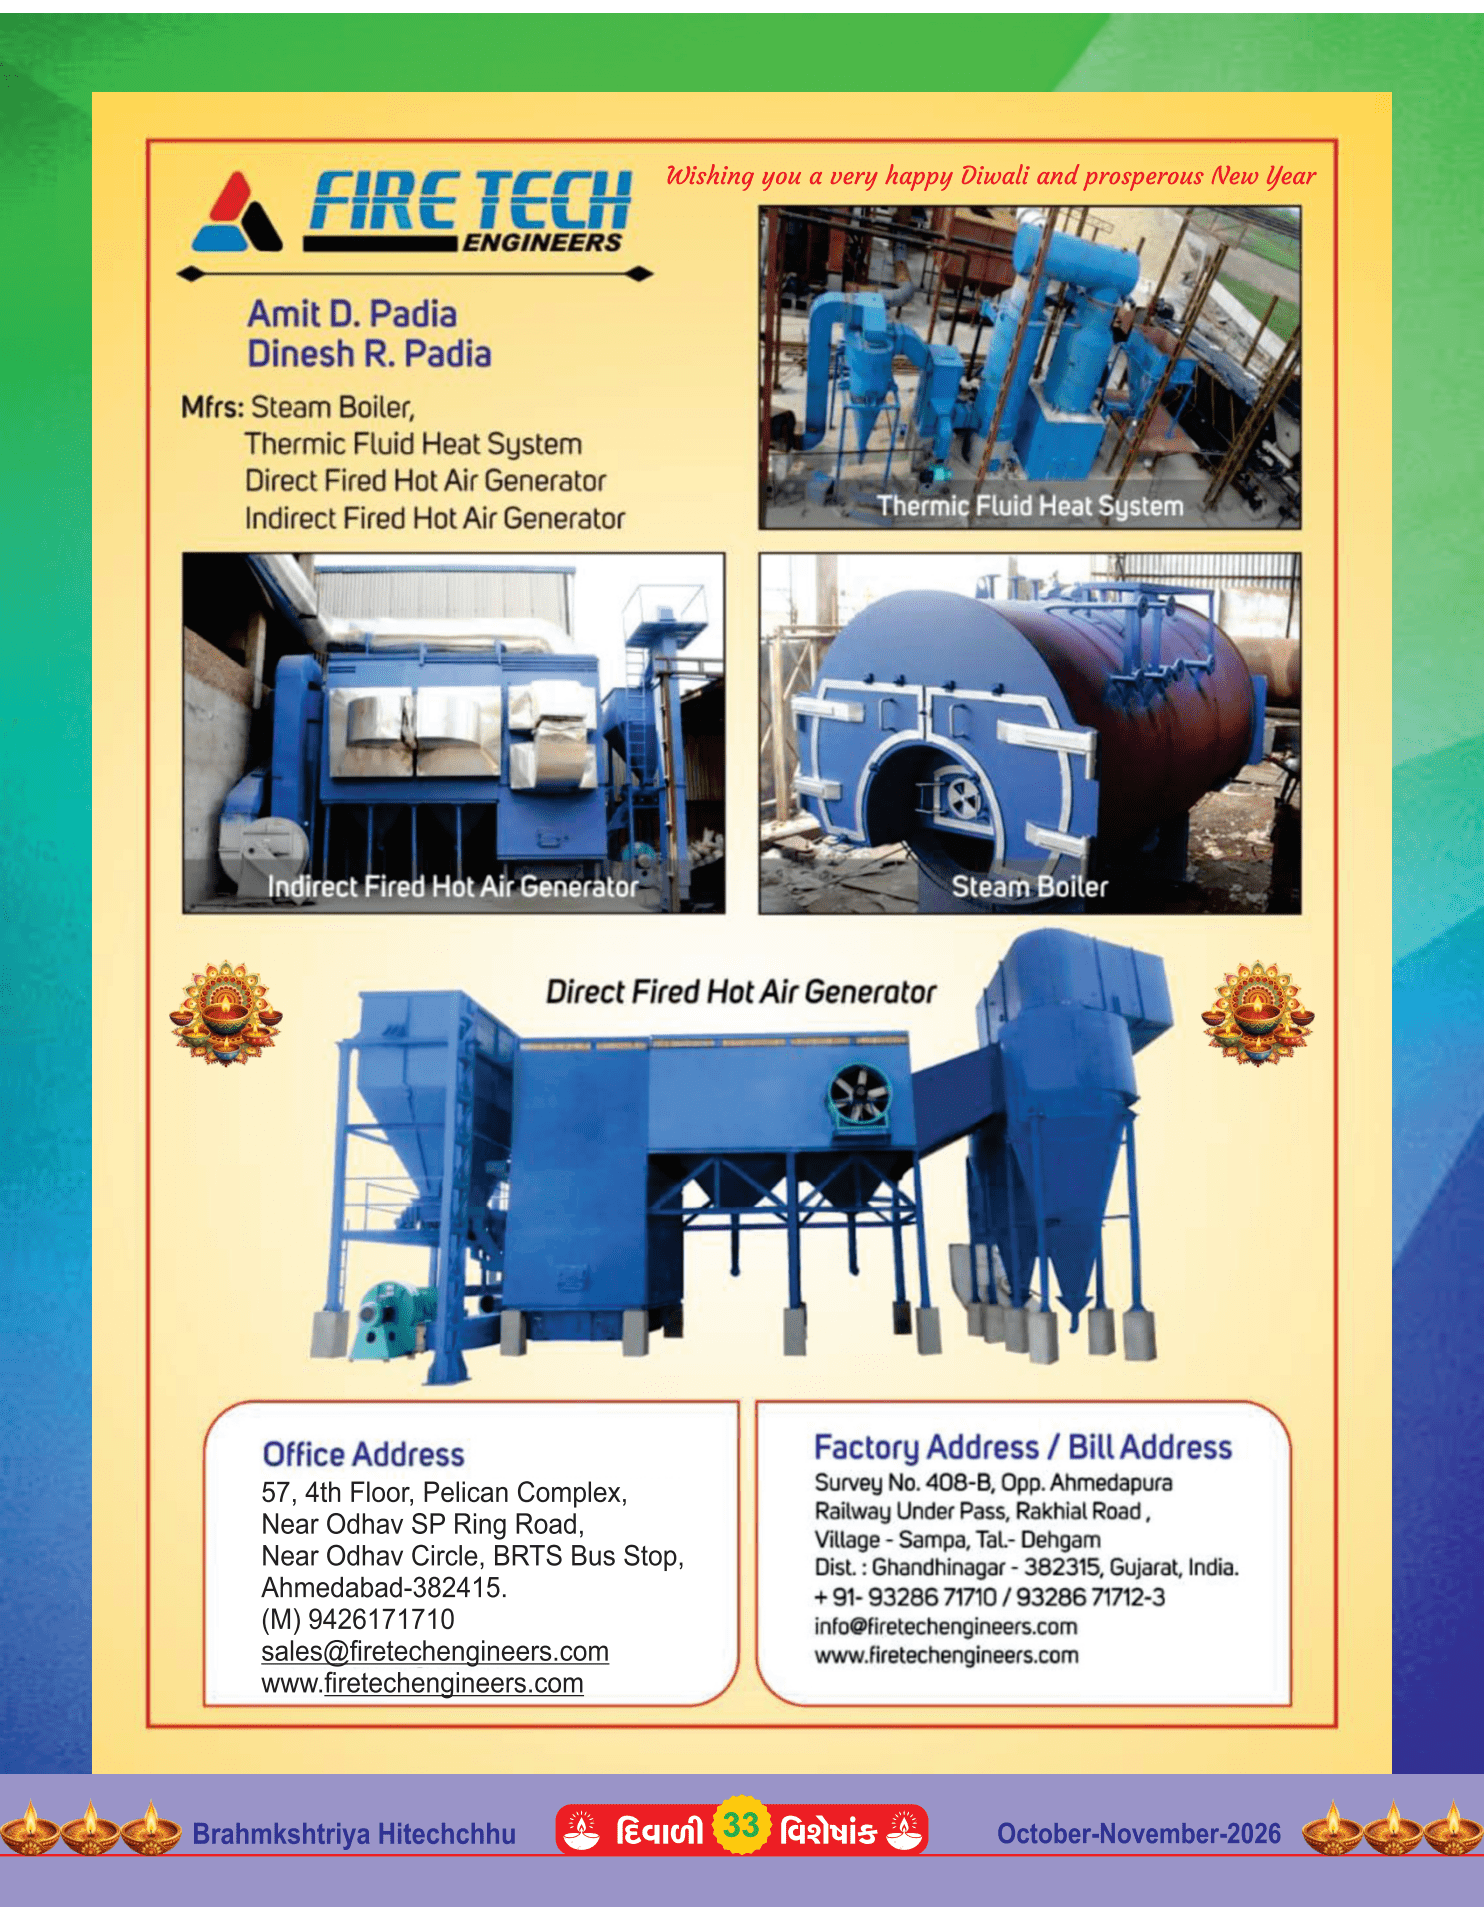 FIRE TECH
ENGINEERS
Wishing you a very happy Diwali and prosperous New Year
Amit D. Padia
Dinesh R. Padia
Mfrs: Steam Boiler,
Thermic Fluid Heat System
Direct Fired Hot Air Generator
Indirect Fired Hot Air Generator
Thermic Fluid Heat System
Indirect Fired Hot Air Generator
Steam Boiler
Direct Fired Hot Air Generator
Office Address
57, 4th Floor, Pelican Complex,
Near Odhav SP Ring Road,
Near Odhav Circle, BRTS Bus Stop,
Ahmedabad-382415.
(M) 9426171710
sales@firetechengineers.com
www.firetechengineers.com
Factory Address / Bill Address
Survey No. 408-B, Opp. Ahmedapura
Railway Under Pass, Rakhial Road ,
Village - Sampa, Tal.- Dehgam
Dist. : Ghandhinagar - 382315, Gujarat, India.
+ 91- 93286 71710 / 93286 71712-3
info@firetechengineers.com
www.firetechengineers.com
Brahmkshtriya Hitechchhu
દિવાળી 33 વિશેષાંક
October-November-2026